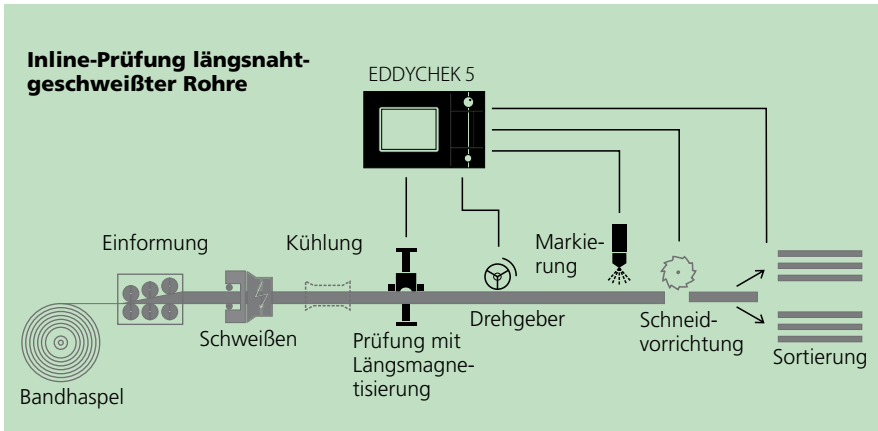 Inline-Prüfung längsnaht-
geschweißter Rohre
EDDYCHEK 5
Einformung
Kühlung
Markie-
rung
Schweißen
Prüfung mit
Längsmagne-
tisierung
Drehgeber
Schneid-
vorrichtung
Sortierung
Bandhaspel